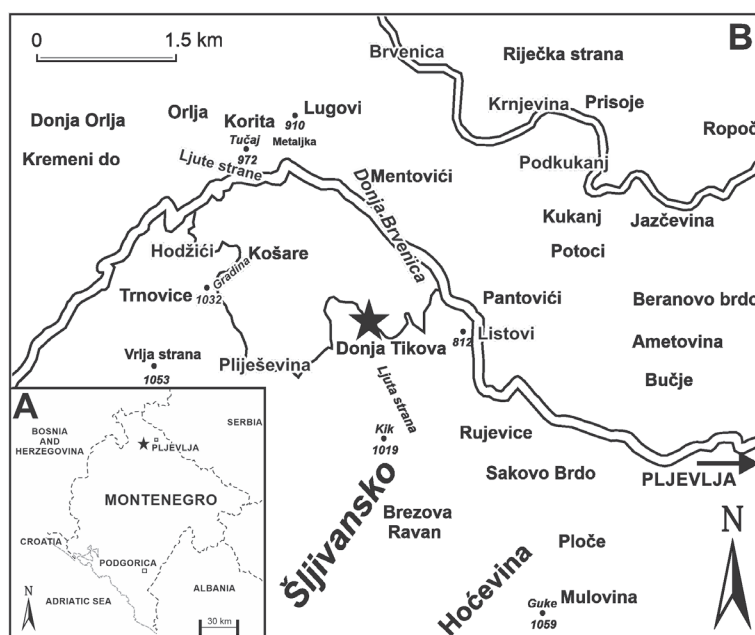 0 1.5 km
B
Brvenica
Riječka strana
Krnjevina
Prisoje
Ropoč
Podkukanj
Donja Orlja
Orlja
Korita
Lugovi
910
Metaljka
Tučaj
972
Kremeni do
Ljute strane
Mentovići
Donja Brvenica
Kukanj
Jazčevina
Potoci
Hodžići
Košare
Gradina
Trnovice
1032
Pantovići
Beranovo brdo
Listovi
812
Ametovina
Donja Tikova
Vrlja strana
1053
Plješevina
Bučje
Ljuta strana
Kik
1019
Rujevice
Sakovo Brdo
PLJEVLJA
Šljivansko
Brezova
Ravan
Hoćevina
Ploče
Mulovina
Guke
1059
N
A
BOSNIA
AND
HERZEGOVINA
SERBIA
PLJEVLJA
MONTENEGRO
CROATIA
PODGORICA
ADRIATIC SEA
ALBANIA
N
30 km